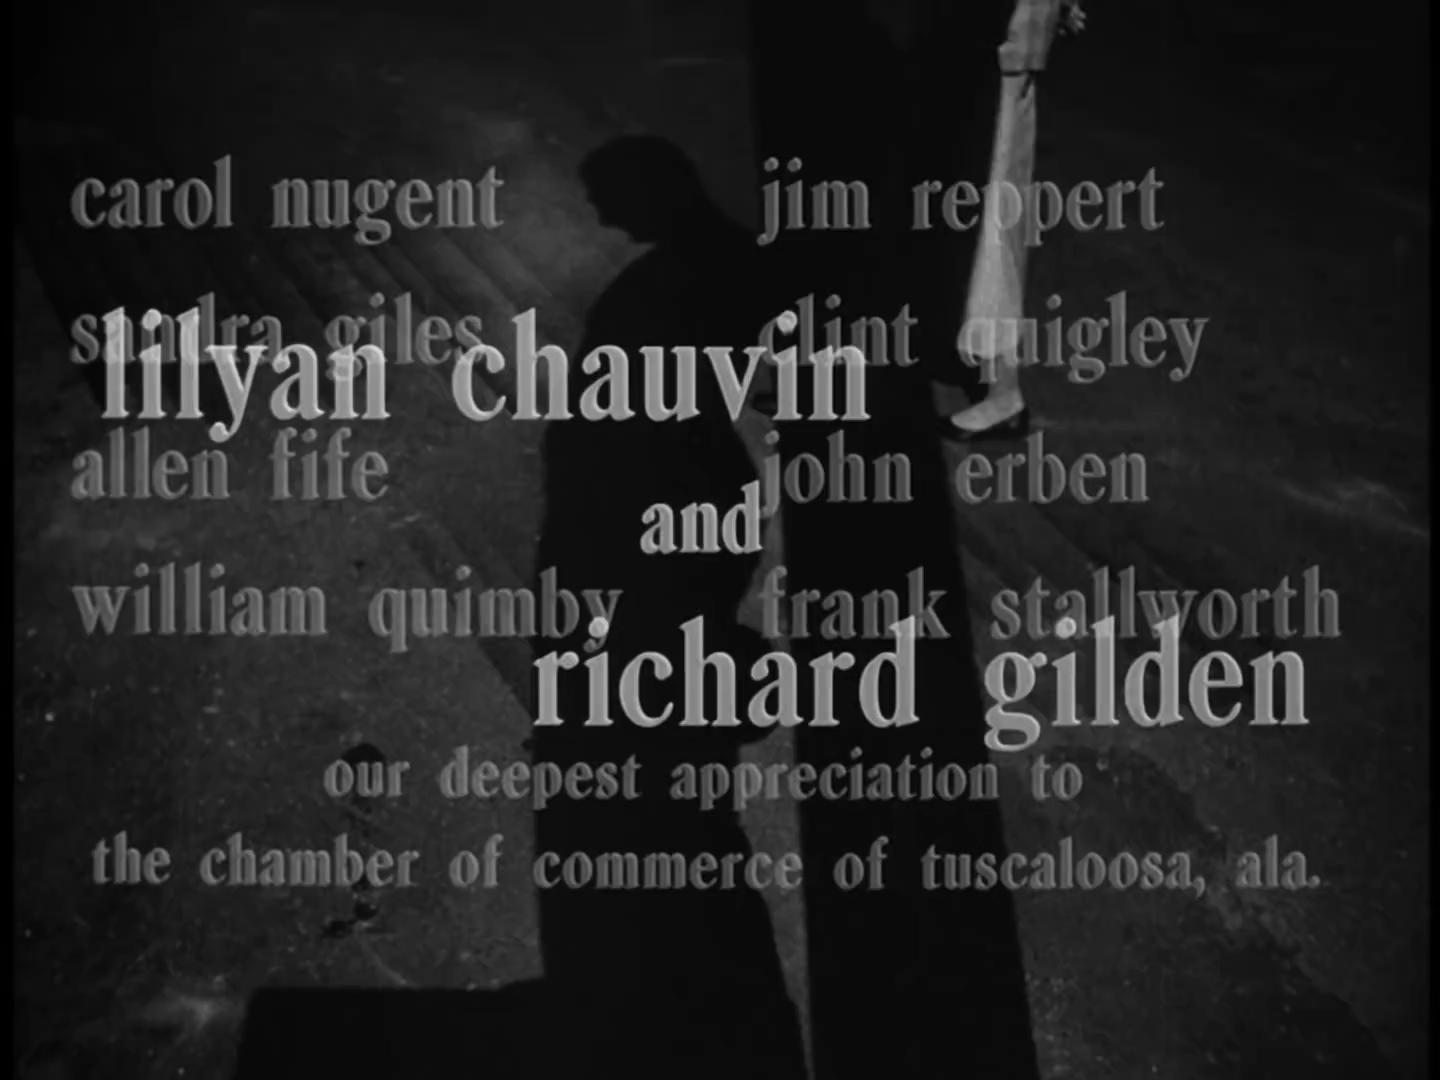 carol nugent jim reppert
sandra giles clint quigley
lilyan chauvin
allen fife john erben
and
william quimby frank stallworth
richard gilden
our deepest appreciation to
the chamber of commerce of tuscaloosa, ala.